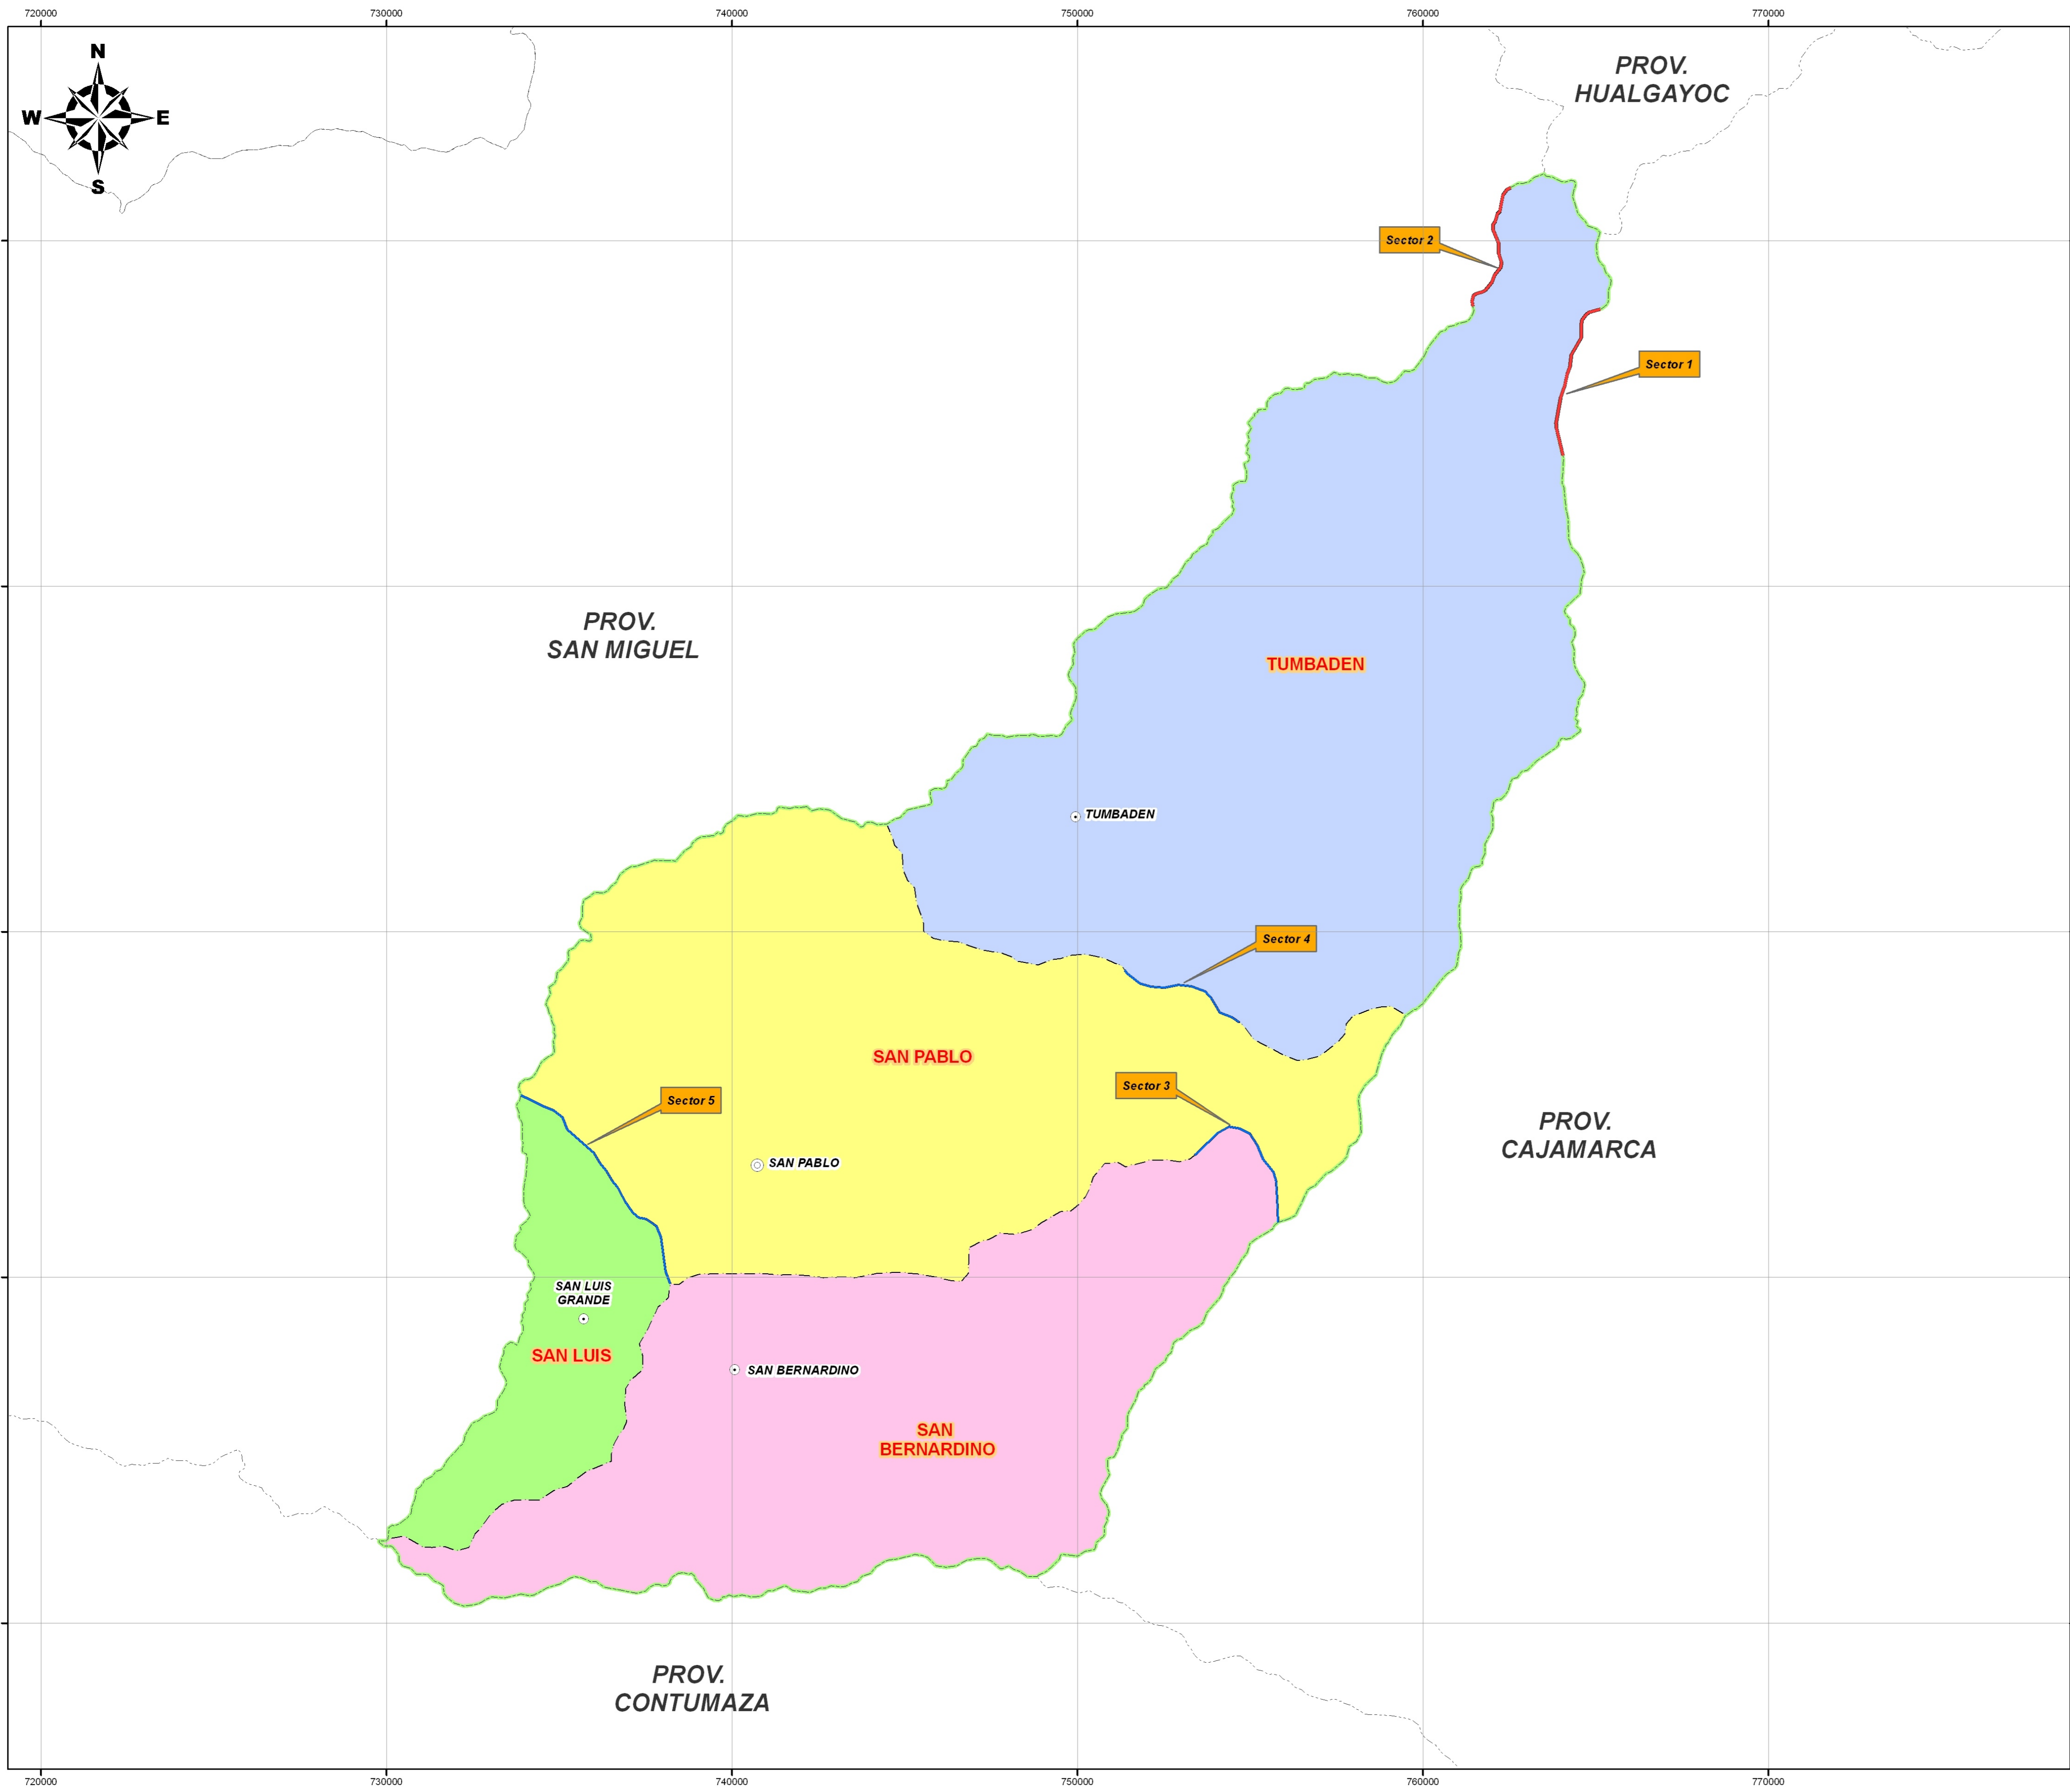 720000 730000 740000 750000 760000 770000
N
W E
S
PROV.
HUALGAYOC
Sector 2
Sector 1
PROV.
SAN MIGUEL
TUMBADEN
TUMBADEN
Sector 4
SAN PABLO
Sector 3
Sector 5
PROV.
CAJAMARCA
SAN PABLO
SAN LUIS
GRANDE
SAN LUIS
SAN BERNARDINO
SAN
BERNARDINO
PROV.
CONTUMAZA
720000 730000 740000 750000 760000 770000